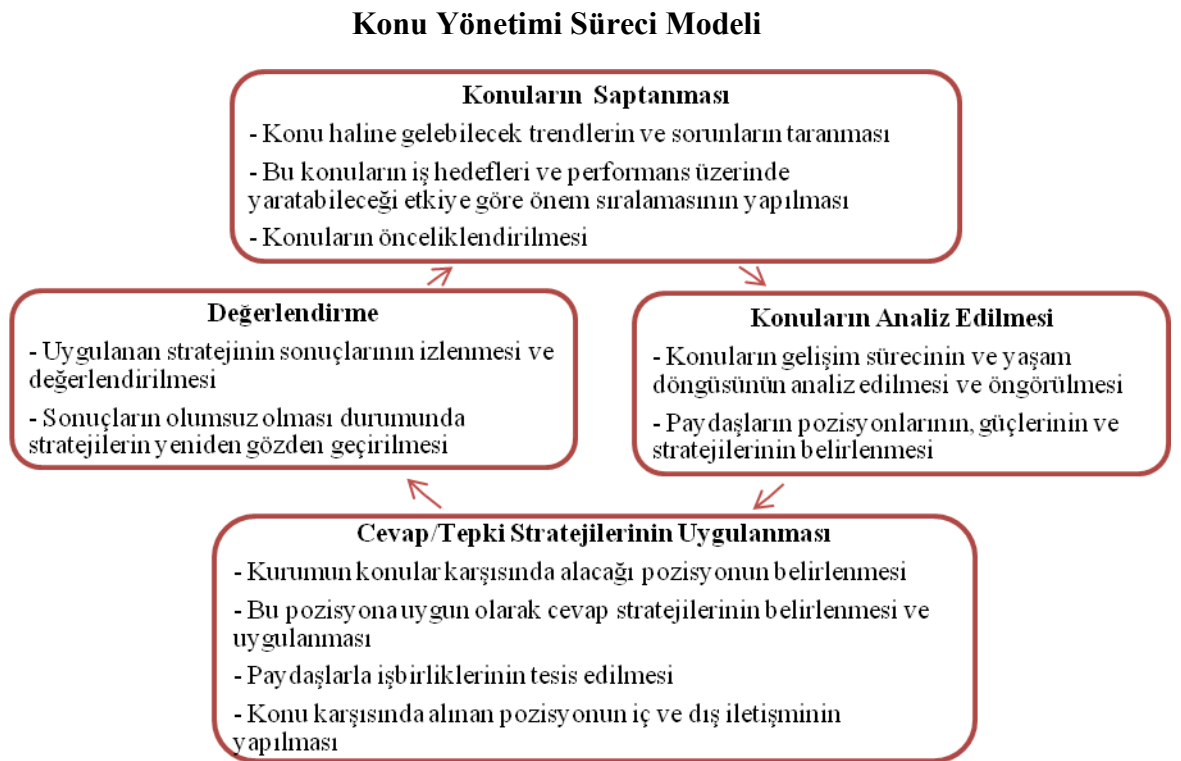 Konu Yönetimi Süreci Modeli
Konuların Saptanması
- Konu haline gelebilecek trendlerin ve sorunların taranması
- Bu konuların iş hedefleri ve performans üzerinde
yaratabileceği etkiye göre önem sıralamasının yapılması
- Konuların önceliklendirilmesi
Değerlendirme
- Uygulanan stratejinin sonuçlarının izlenmesi ve
değerlendirilmesi
- Sonuçların olumsuz olması durumunda
stratejilerin yeniden gözden geçirilmesi
Konuların Analiz Edilmesi
- Konuların gelişim sürecinin ve yaşam
döngüsünün analiz edilmesi ve öngörülmesi
- Paydaşların pozisyonlarının, güçlerinin ve
stratejilerinin belirlenmesi
Cevap/Tepki Stratejilerinin Uygulanması
- Kurumun konular karşısında alacağı pozisyonun belirlenmesi
- Bu pozisyona uygun olarak cevap stratejilerinin belirlenmesi ve
uygulanması
- Paydaşlarla işbirliklerinin tesis edilmesi
- Konu karşısında alınan pozisyonun iç ve dış iletişminin
yapılması